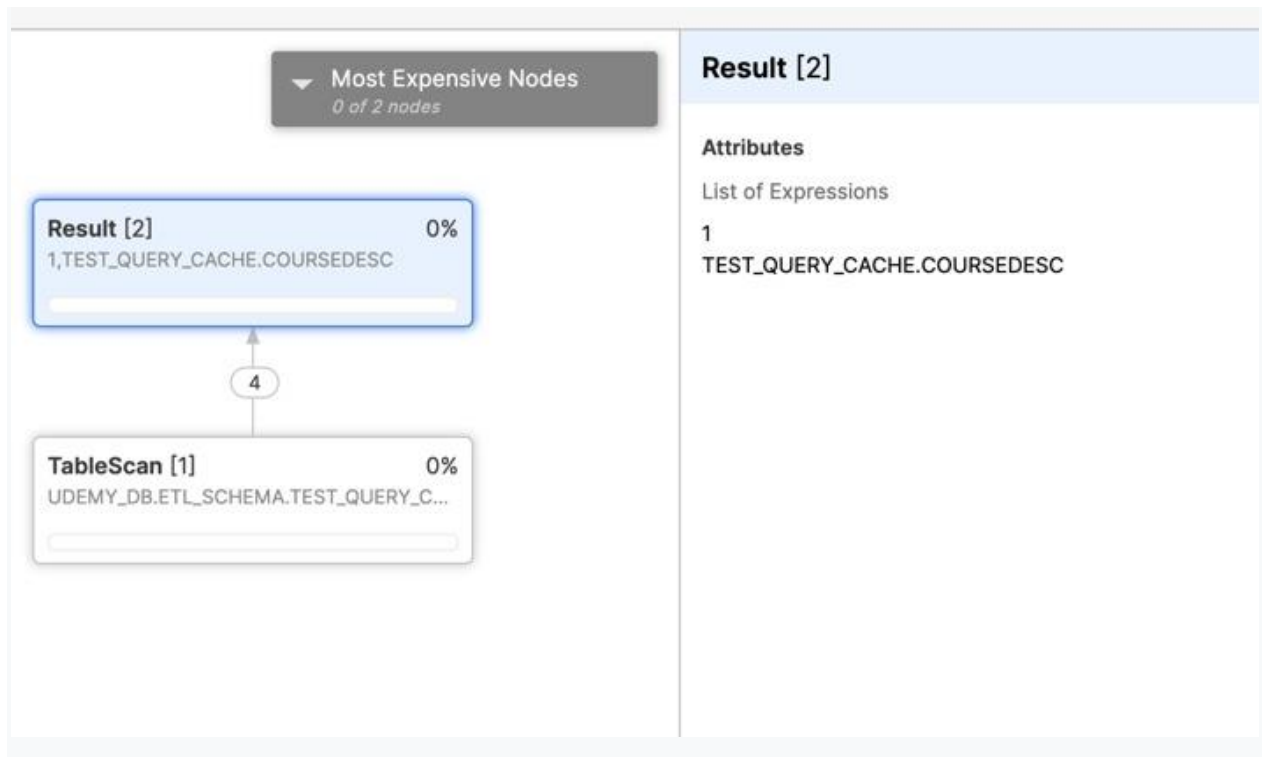 Most Expensive Nodes
0 of 2 nodes
Result [2] 0%
1,TEST_QUERY_CACHE.COURSEDESC
4
TableScan [1] 0%
UDEMY_DB.ETL_SCHEMA.TEST_QUERY_C...
Result [2]
Attributes
List of Expressions
1
TEST_QUERY_CACHE.COURSEDESC